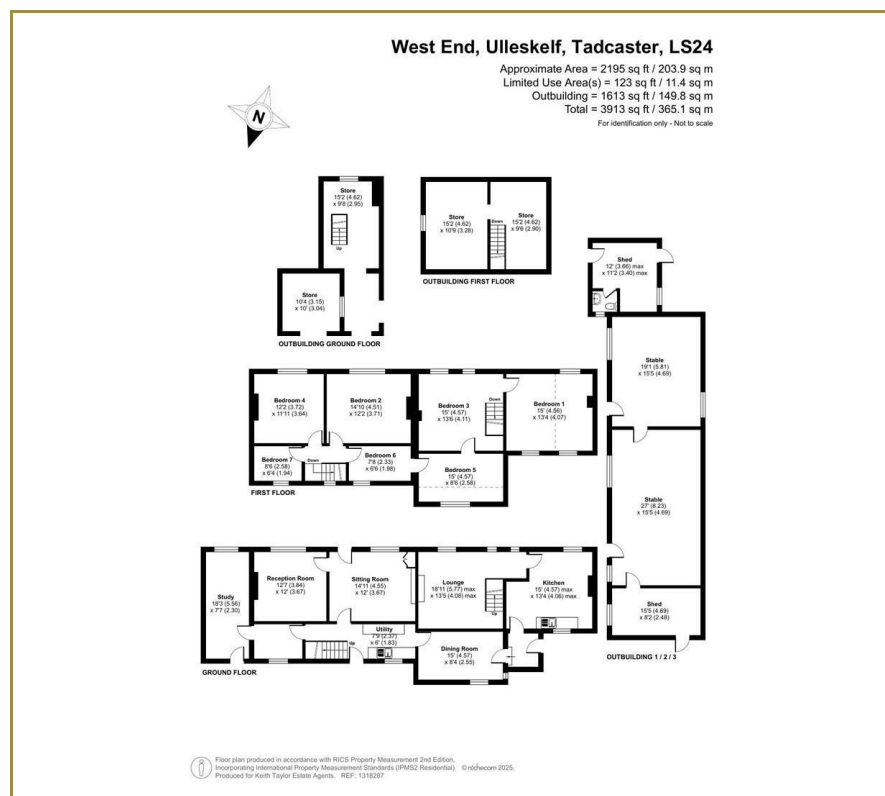 West End, Ulleskelf, Tadcaster, LS24
Approximate Area = 2195 sq ft / 203.9 sq m
Limited Use Area(s) = 123 sq ft / 11.4 sq m
Outbuilding = 1613 sq ft / 149.8 sq m
Total = 3913 sq ft / 365.1 sq m
For identification only - Not to scale
N
Store
15'2 (4.62)
x 9'8 (2.95)
Up
Store
10'4 (3.15)
x 10' (3.04)
OUTBUILDING GROUND FLOOR
Store
15'2 (4.62)
x 10'9 (3.28)
Down
Store
15'2 (4.62)
x 9'6 (2.90)
OUTBUILDING FIRST FLOOR
Shed
12' (3.66) max
x 11'2 (3.40) max
Stable
19'1 (5.81)
x 15'5 (4.69)
Stable
27' (8.23)
x 15'5 (4.69)
Shed
15'5 (4.69)
x 8'2 (2.48)
OUTBUILDING 1 / 2 / 3
Bedroom 4
12'2 (3.72)
x 11'11 (3.64)
Bedroom 2
14'10 (4.51)
x 12'2 (3.71)
Bedroom 3
15' (4.57)
x 13'6 (4.11)
Down
Bedroom 1
15' (4.56)
x 13'4 (4.07)
Bedroom 7
8'6 (2.58)
x 6'4 (1.94)
Down
Bedroom 6
7'8 (2.33)
x 6'6 (1.98)
Bedroom 5
15' (4.57)
x 8'6 (2.58)
FIRST FLOOR
Study
18'3 (5.56)
x 7'7 (2.30)
Reception Room
12'7 (3.84)
x 12' (3.67)
Sitting Room
14'11 (4.55)
x 12' (3.67)
Lounge
18'11 (5.77) max
x 13'5 (4.08) max
Up
Kitchen
15' (4.57) max
x 13'4 (4.06) max
Up
Utility
7'9 (2.37)
x 6' (1.83)
Dining Room
15' (4.57)
x 8'4 (2.55)
GROUND FLOOR
Floor plan produced in accordance with RICS Property Measurement 2nd Edition,
Incorporating International Property Measurement Standards (IPMS2 Residential). © nichecom 2025.
Produced for Keith Taylor Estate Agents. REF: 1318287